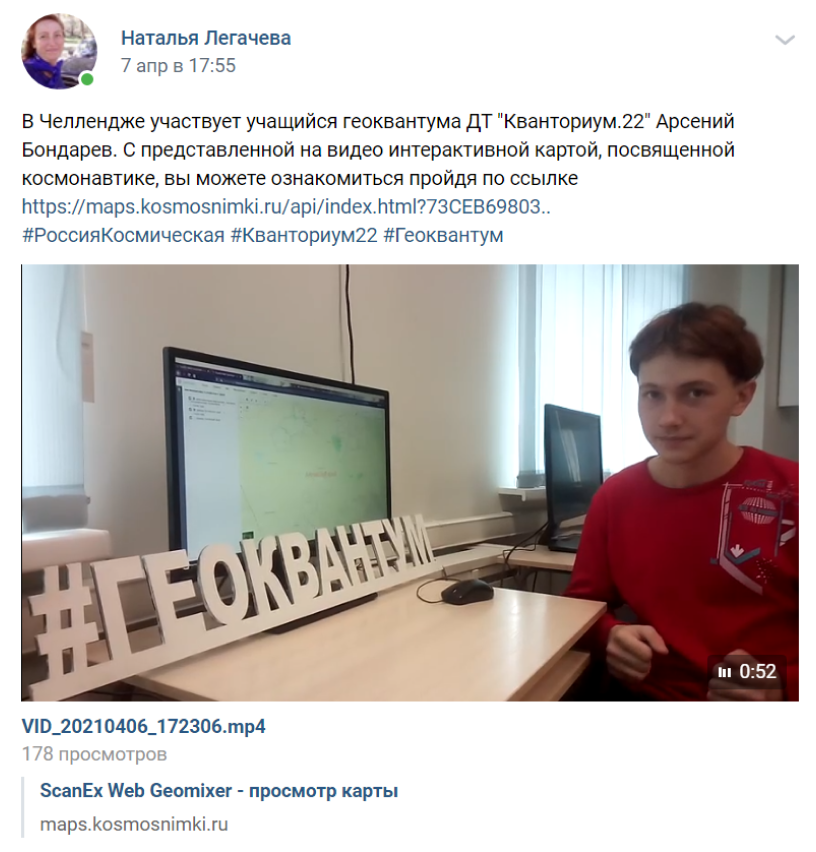 Наталья Легачева
7 апр в 17:55
В Челлендже участвует учащийся геоквантума ДТ "Кванториум.22" Арсений
Бондарев. С представленной на видео интерактивной картой, посвященной
космонавтике, вы можете ознакомиться пройдя по ссылке
https://maps.kosmosnimki.ru/api/index.html?73CEB69803..
#РоссияКосмическая #Кванториум22 #Геоквантум
#ГЕОКВАНТУМ
0:52
VID_20210406_172306.mp4
178 просмотров
ScanEx Web Geomixer - просмотр карты
maps.kosmosnimki.ru